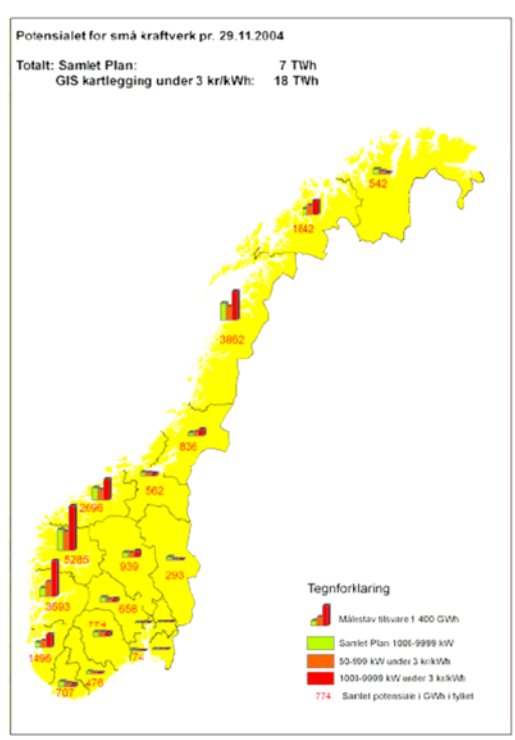 Potensialet for små kraftverk pr. 29.11.2004
Totalt: Samlet Plan: 7 TWh
GIS kartlegging under 3 kr/kWh: 18 TWh
542
1842
3862
836
562
2696
5285
939
293
3693
658
774
74
1496
707
476
Tegnforklaring
Målestav tilsvare 1 400 GWh
Samlet Plan 1000-9999 kW
50-999 kW under 3 kr/kWh
1000-9999 kW under 3 kr/kWh
774 Samlet potensiale i GWh i fylket